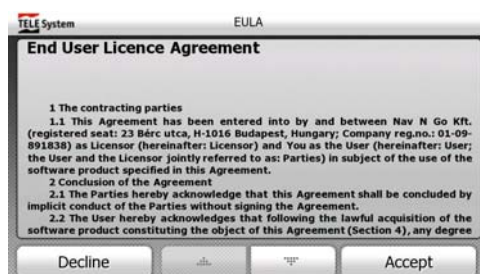 TELE System
EULA
End User Licence Agreement
1 The contracting parties
1.1 This Agreement has been entered into by and between Nav N Go Kft.
(registered seat: 23 Bérc utca, H-1016 Budapest, Hungary; Company reg.no.: 01-09-
891838) as Licensor (hereinafter: Licensor) and You as the User (hereinafter: User;
the User and the Licensor jointly referred to as: Parties) in subject of the use of the
software product specified in this Agreement.
2 Conclusion of the Agreement
2.1 The Parties hereby acknowledge that this Agreement shall be concluded by
implicit conduct of the Parties without signing the Agreement.
2.2 The User hereby acknowledges that following the lawful acquisition of the
software product constituting the object of this Agreement (Section 4), any degree
Decline
Accept